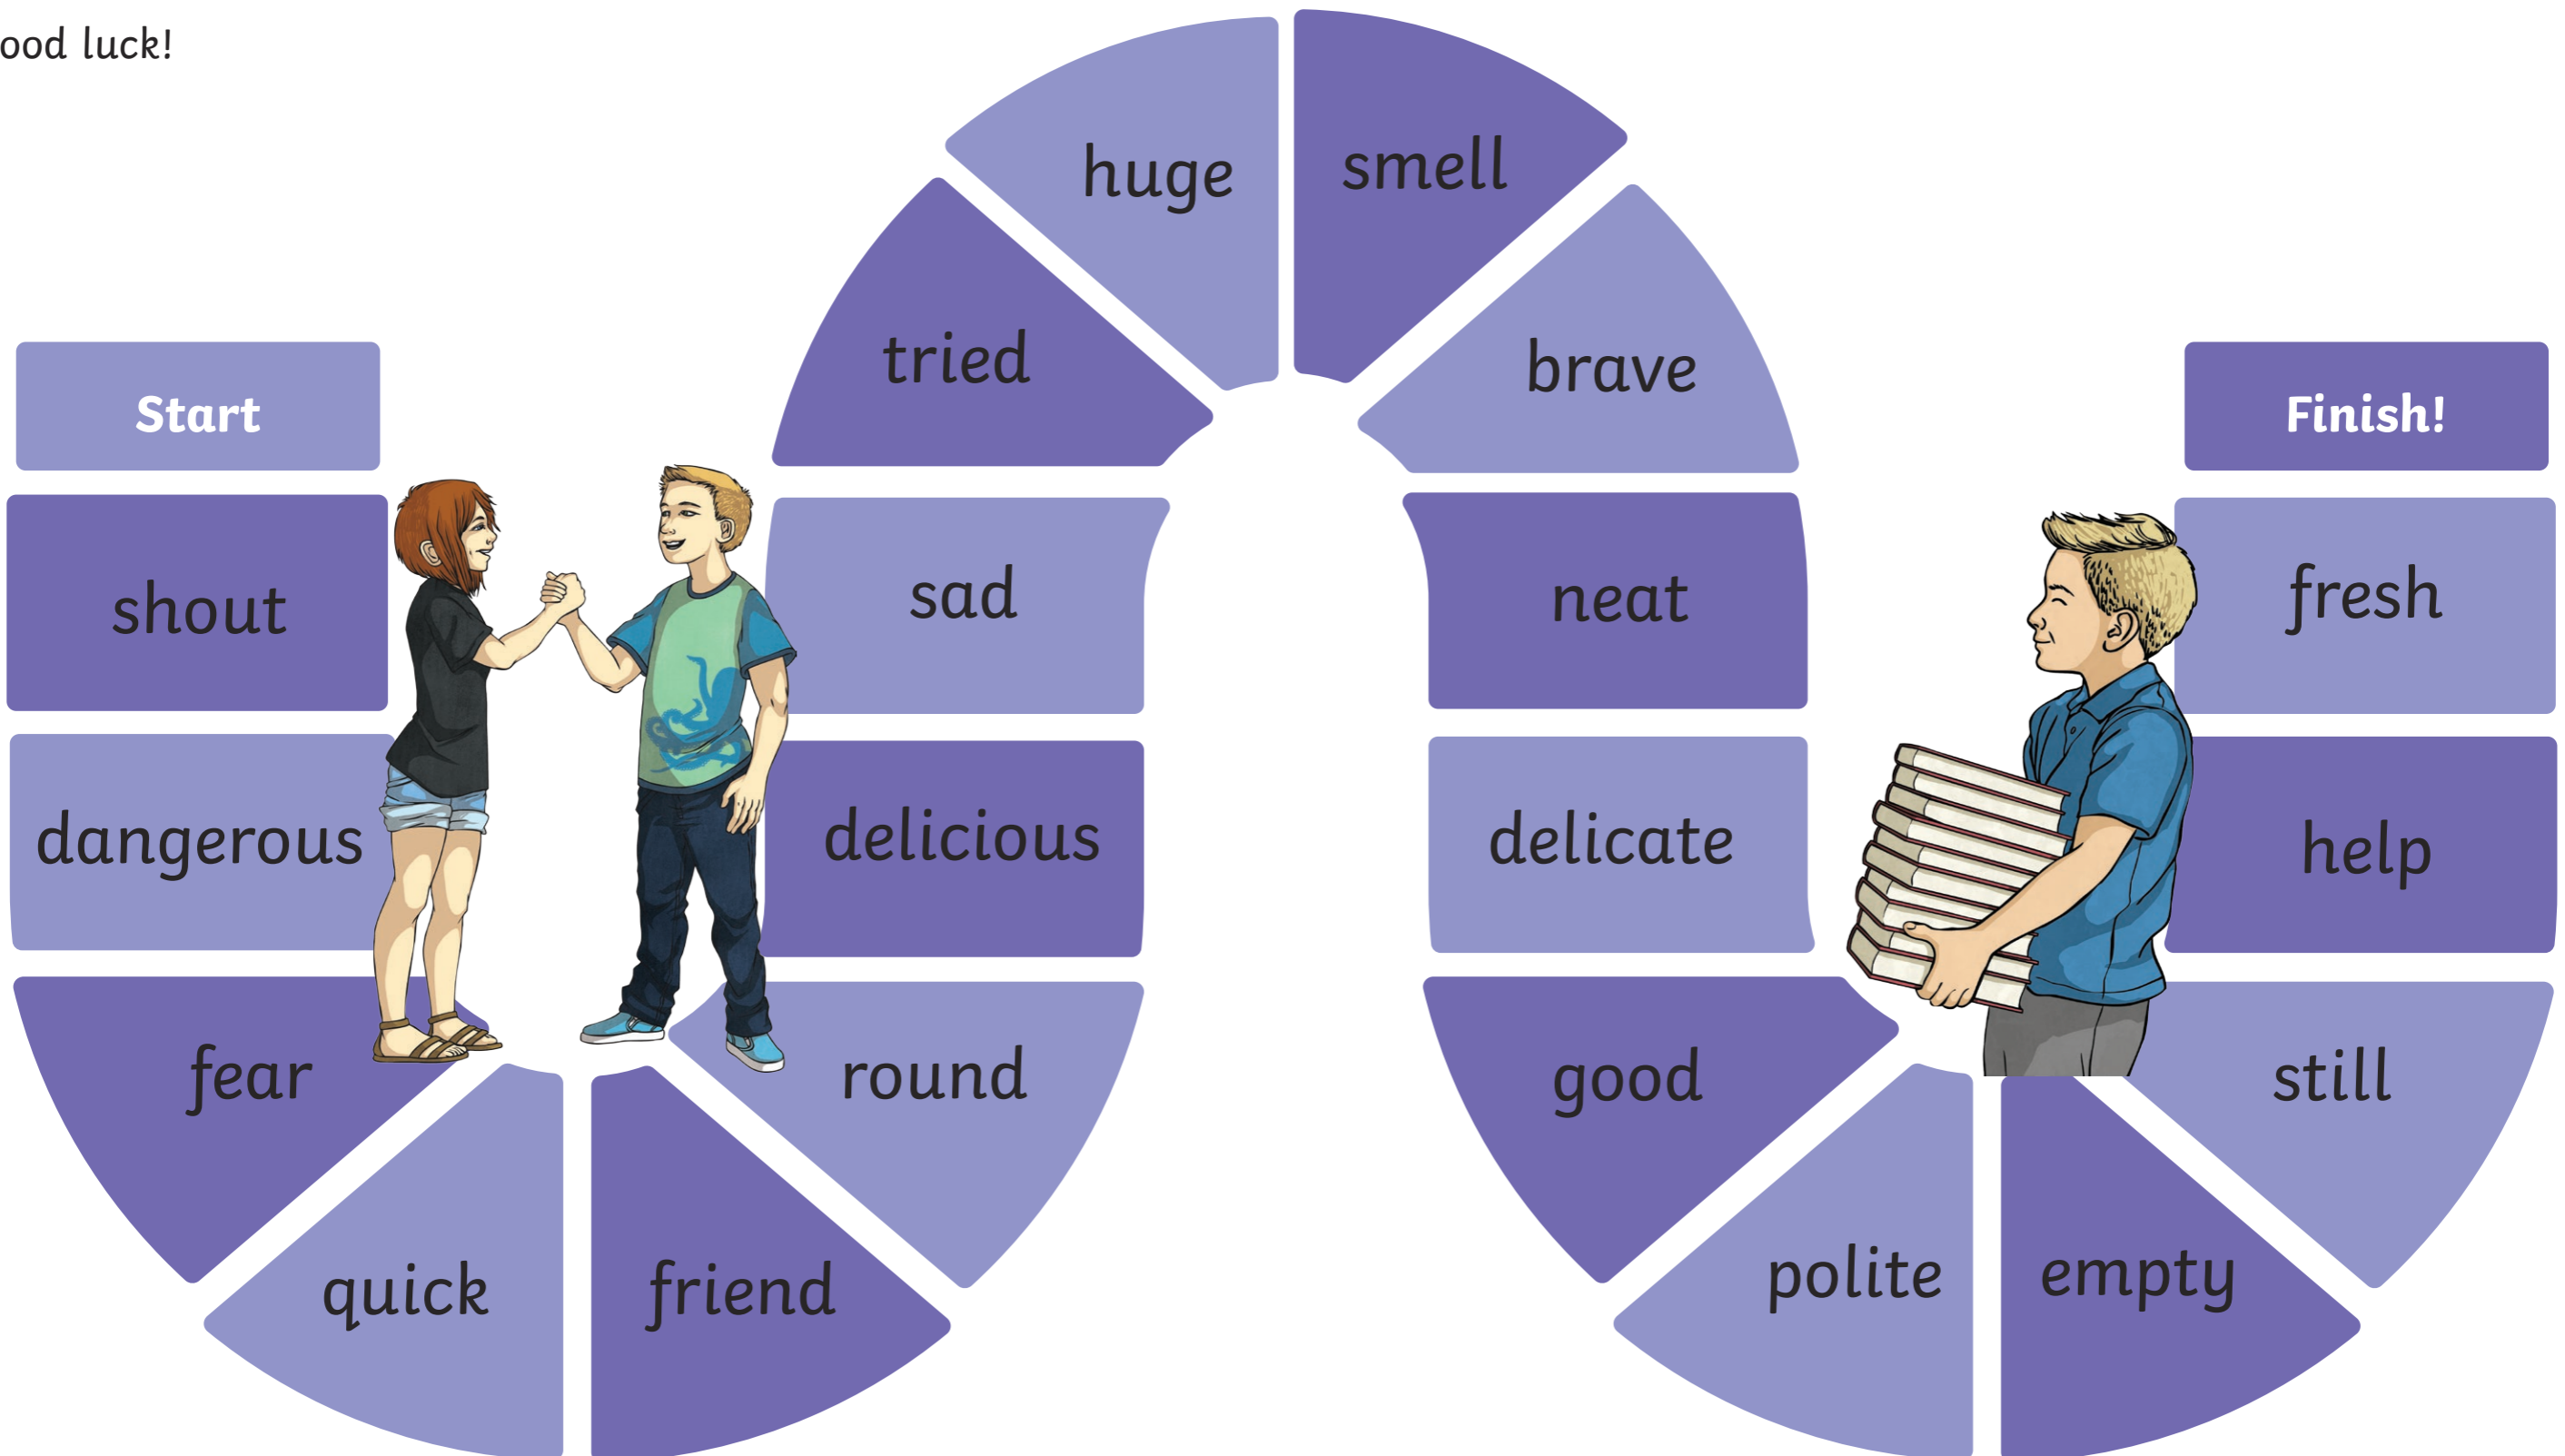 ood luck!
Start
shout
dangerous
fear
quick
friend
round
delicious
sad
tried
huge
smell
brave
neat
delicate
good
polite
empty
still
help
fresh
Finish!